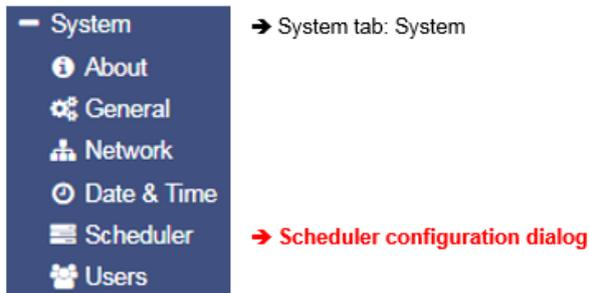 System ➔ System tab: System
About
General
Network
Date & Time
Scheduler ➔ Scheduler configuration dialog
Users